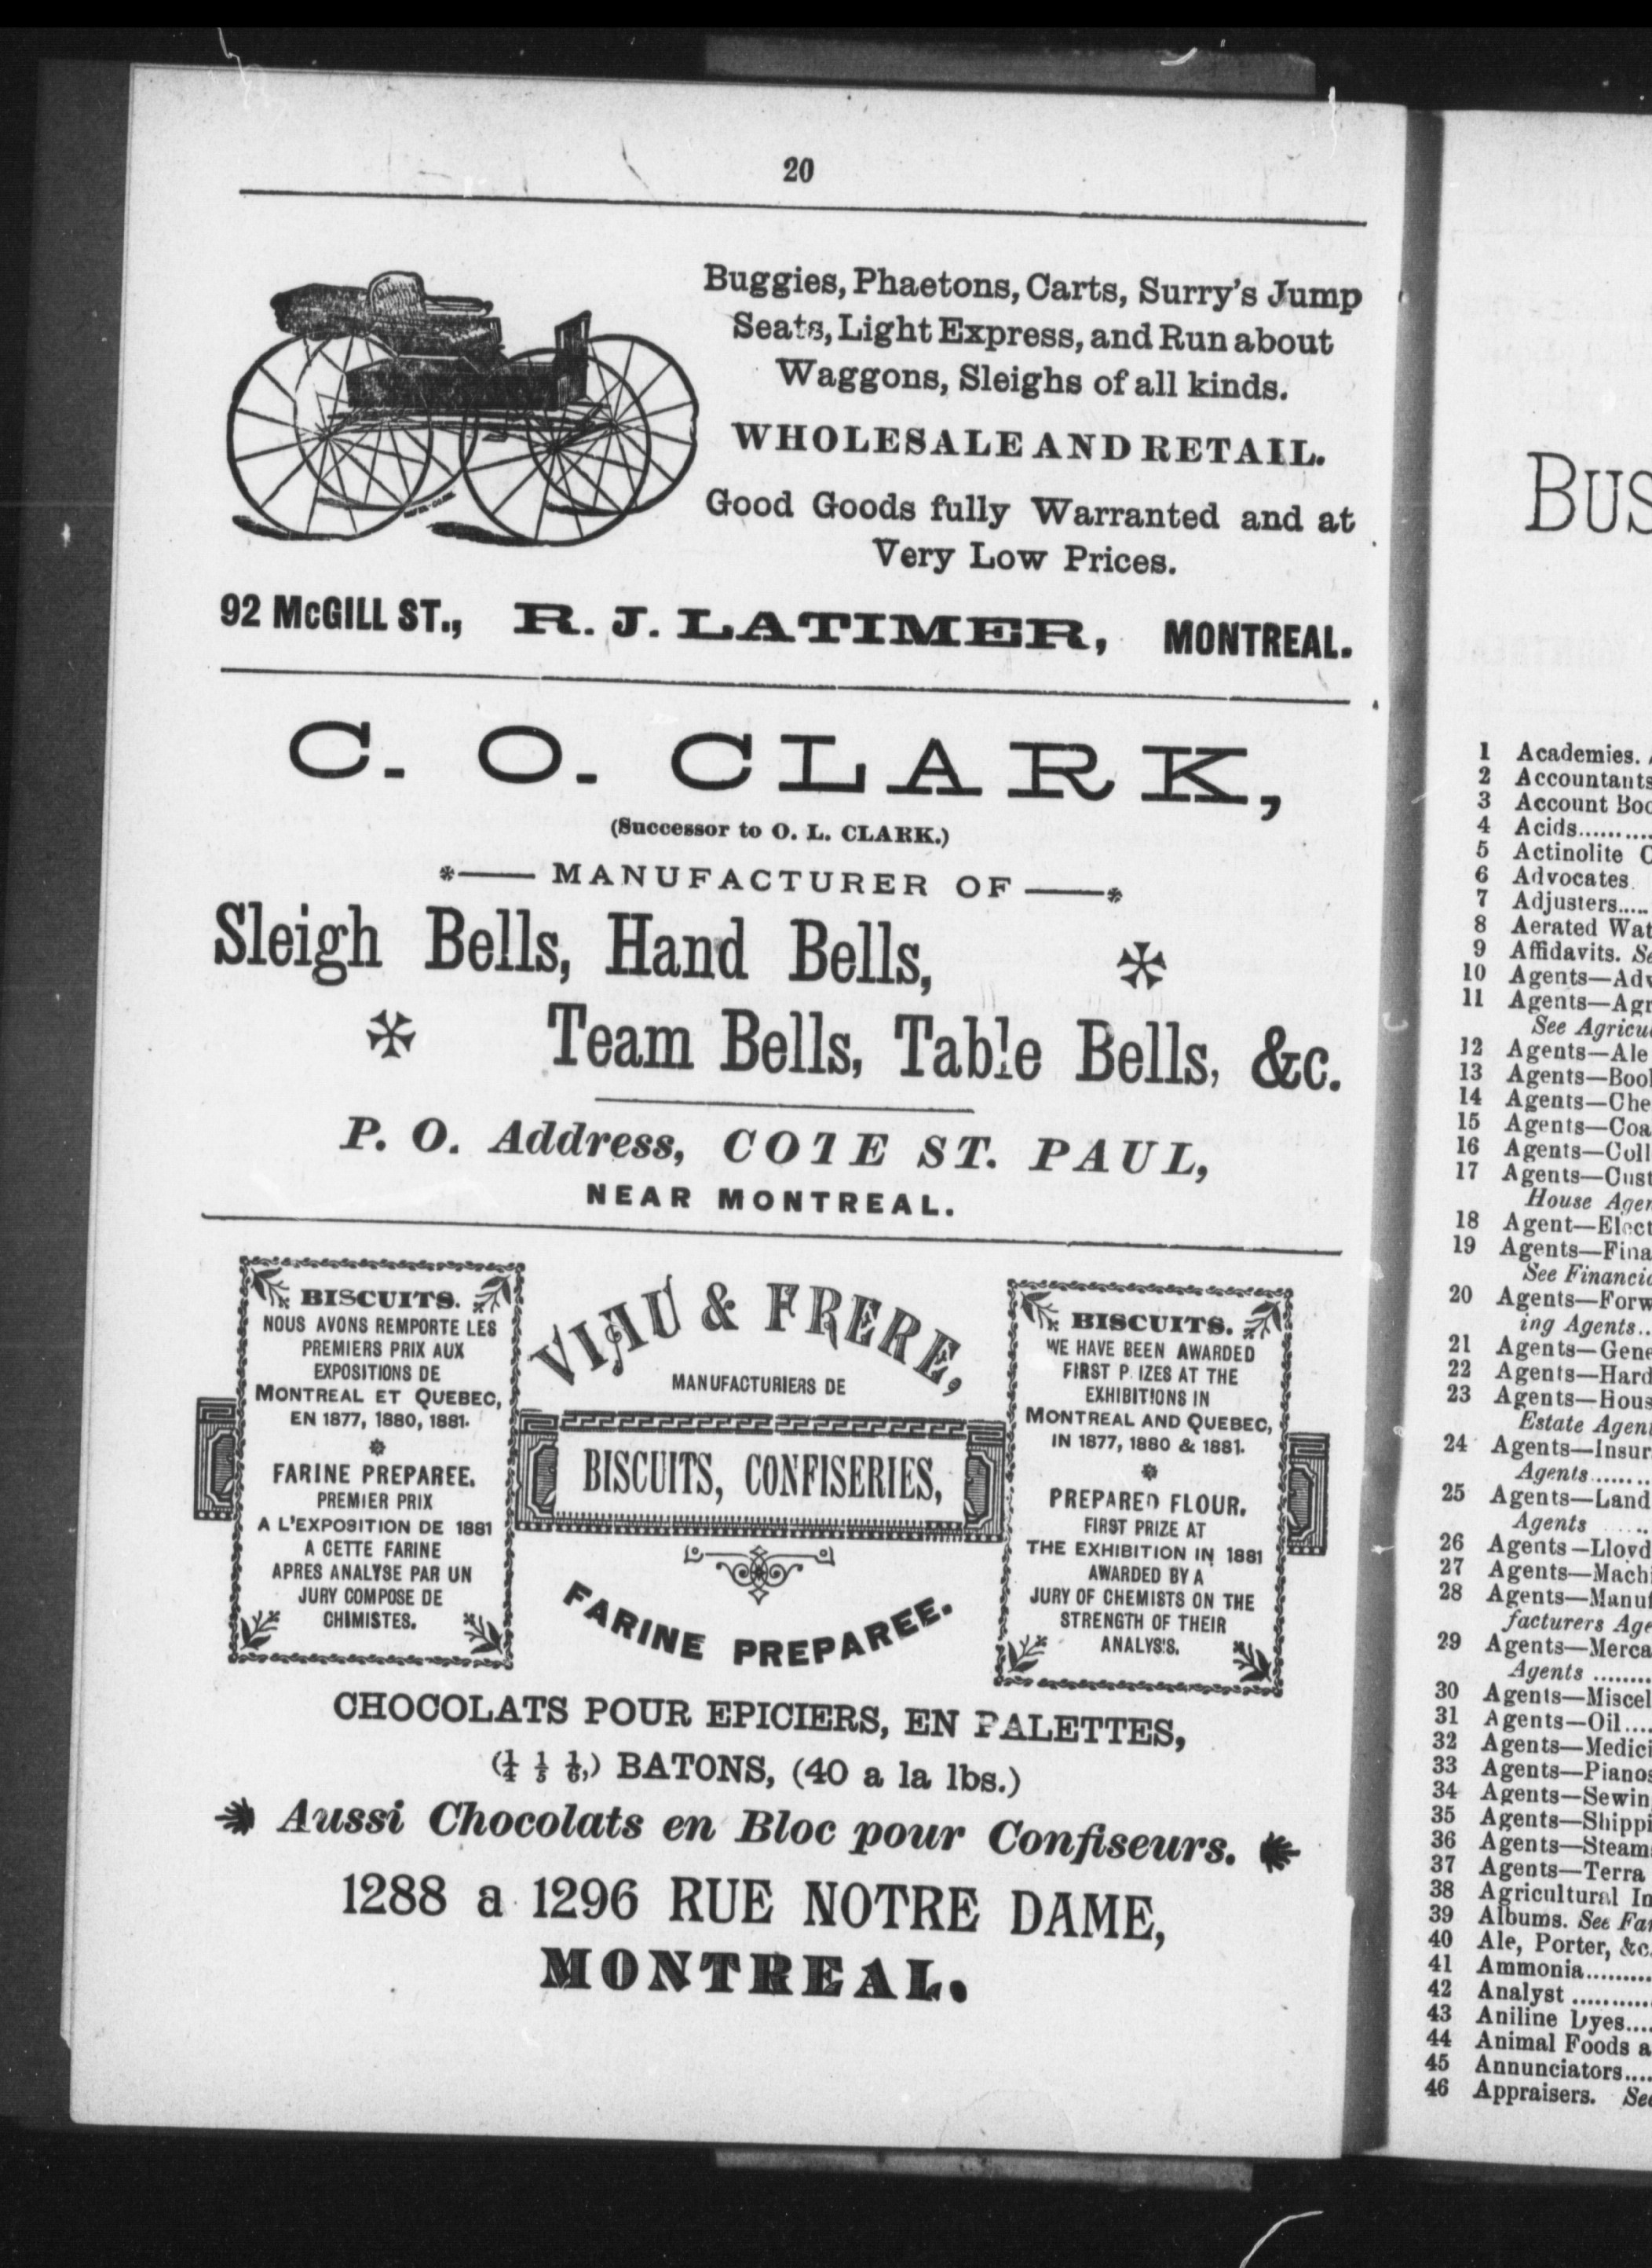 20
Buggies, Phaetons, Carts, Surry's Jump
Seats, Light Express, and Run about
Waggons, Sleighs of all kinds.
WHOLESALE AND RETAIL.
Good Goods fully Warranted and at
Very Low Prices.
92 McGILL ST., R. J. LATIMER, MONTREAL.
C. O. CLARK,
(Successor to O. L. CLARK.)
MANUFACTURER OF
Sleigh Bells, Hand Bells,
Team Bells, Table Bells, &c.
P. O. Address, COTE ST. PAUL,
NEAR MONTREAL.
BISCUITS.
NOUS AVONS REMPORTE LES
PREMIERS PRIX AUX
EXPOSITIONS DE
MONTREAL ET QUEBEC,
EN 1877, 1880, 1881.
FARINE PREPAREE.
PREMIER PRIX
A L'EXPOSITION DE 1881
A CETTE FARINE
APRES ANALYSE PAR UN
JURY COMPOSE DE
CHIMISTES.
VIAU & FRERE,
MANUFACTURIERS DE
BISCUITS, CONFISERIES,
FARINE PREPAREE.
BISCUITS.
WE HAVE BEEN AWARDED
FIRST P IZES AT THE
EXHIBITIONS IN
MONTREAL AND QUEBEC,
IN 1877, 1880 & 1881.
PREPARED FLOUR.
FIRST PRIZE AT
THE EXHIBITION IN 1881
AWARDED BY A
JURY OF CHEMISTS ON THE
STRENGTH OF THEIR
ANALYSIS.
CHOCOLATS POUR EPICIERS, EN PALETTES,
(¼ ⅕ ⅙,) BATONS, (40 a la lbs.)
Aussi Chocolats en Bloc pour Confiseurs.
1288 a 1296 RUE NOTRE DAME,
MONTREAL.
BUS
1 Academies.
2 Accountants
3 Account Boo
4 Acids..........
5 Actinolite C
6 Advocates.
7 Adjusters.....
8 Aerated Wat
9 Affidavits. Se
10 Agents—Adv
11 Agents—Agr
See Agricu
12 Agents—Ale
13 Agents—Boo
14 Agents—Che
15 Agents—Coa
16 Agents—Coll
17 Agents—Cust
House Agen
18 Agent—Elect
19 Agents—Fina
See Financi
20 Agents—Forw
ing Agents..
21 Agents—Gene
22 Agents—Hard
23 Agents—Hous
Estate Agen
24 Agents—Insur
Agents........
25 Agents—Land
Agents ......
26 Agents—Lloyd
27 Agents—Machi
28 Agents—Manuf
facturers Age
29 Agents—Merca
Agents .........
30 Agents—Miscel
31 Agents—Oil....
32 Agents—Medici
33 Agents—Pianos
34 Agents—Sewin
35 Agents—Shippi
36 Agents—Steam
37 Agents—Terra
38 Agricultural In
39 Albums. See Fa
40 Ale, Porter, &c
41 Ammonia..........
42 Analyst ...........
43 Aniline Dyes....
44 Animal Foods a
45 Annunciators....
46 Appraisers. See